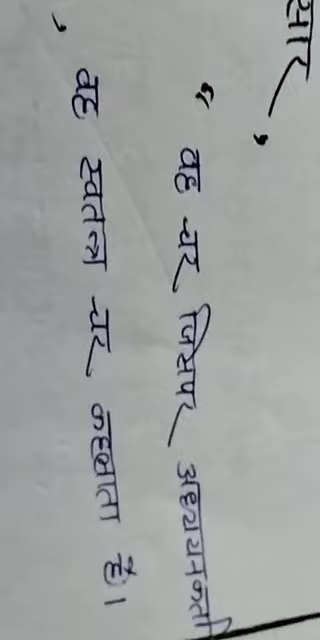 " वह चर जिसपर अध्ययनकर्ता
, वह स्वतन्त्र चर कहलाता है।